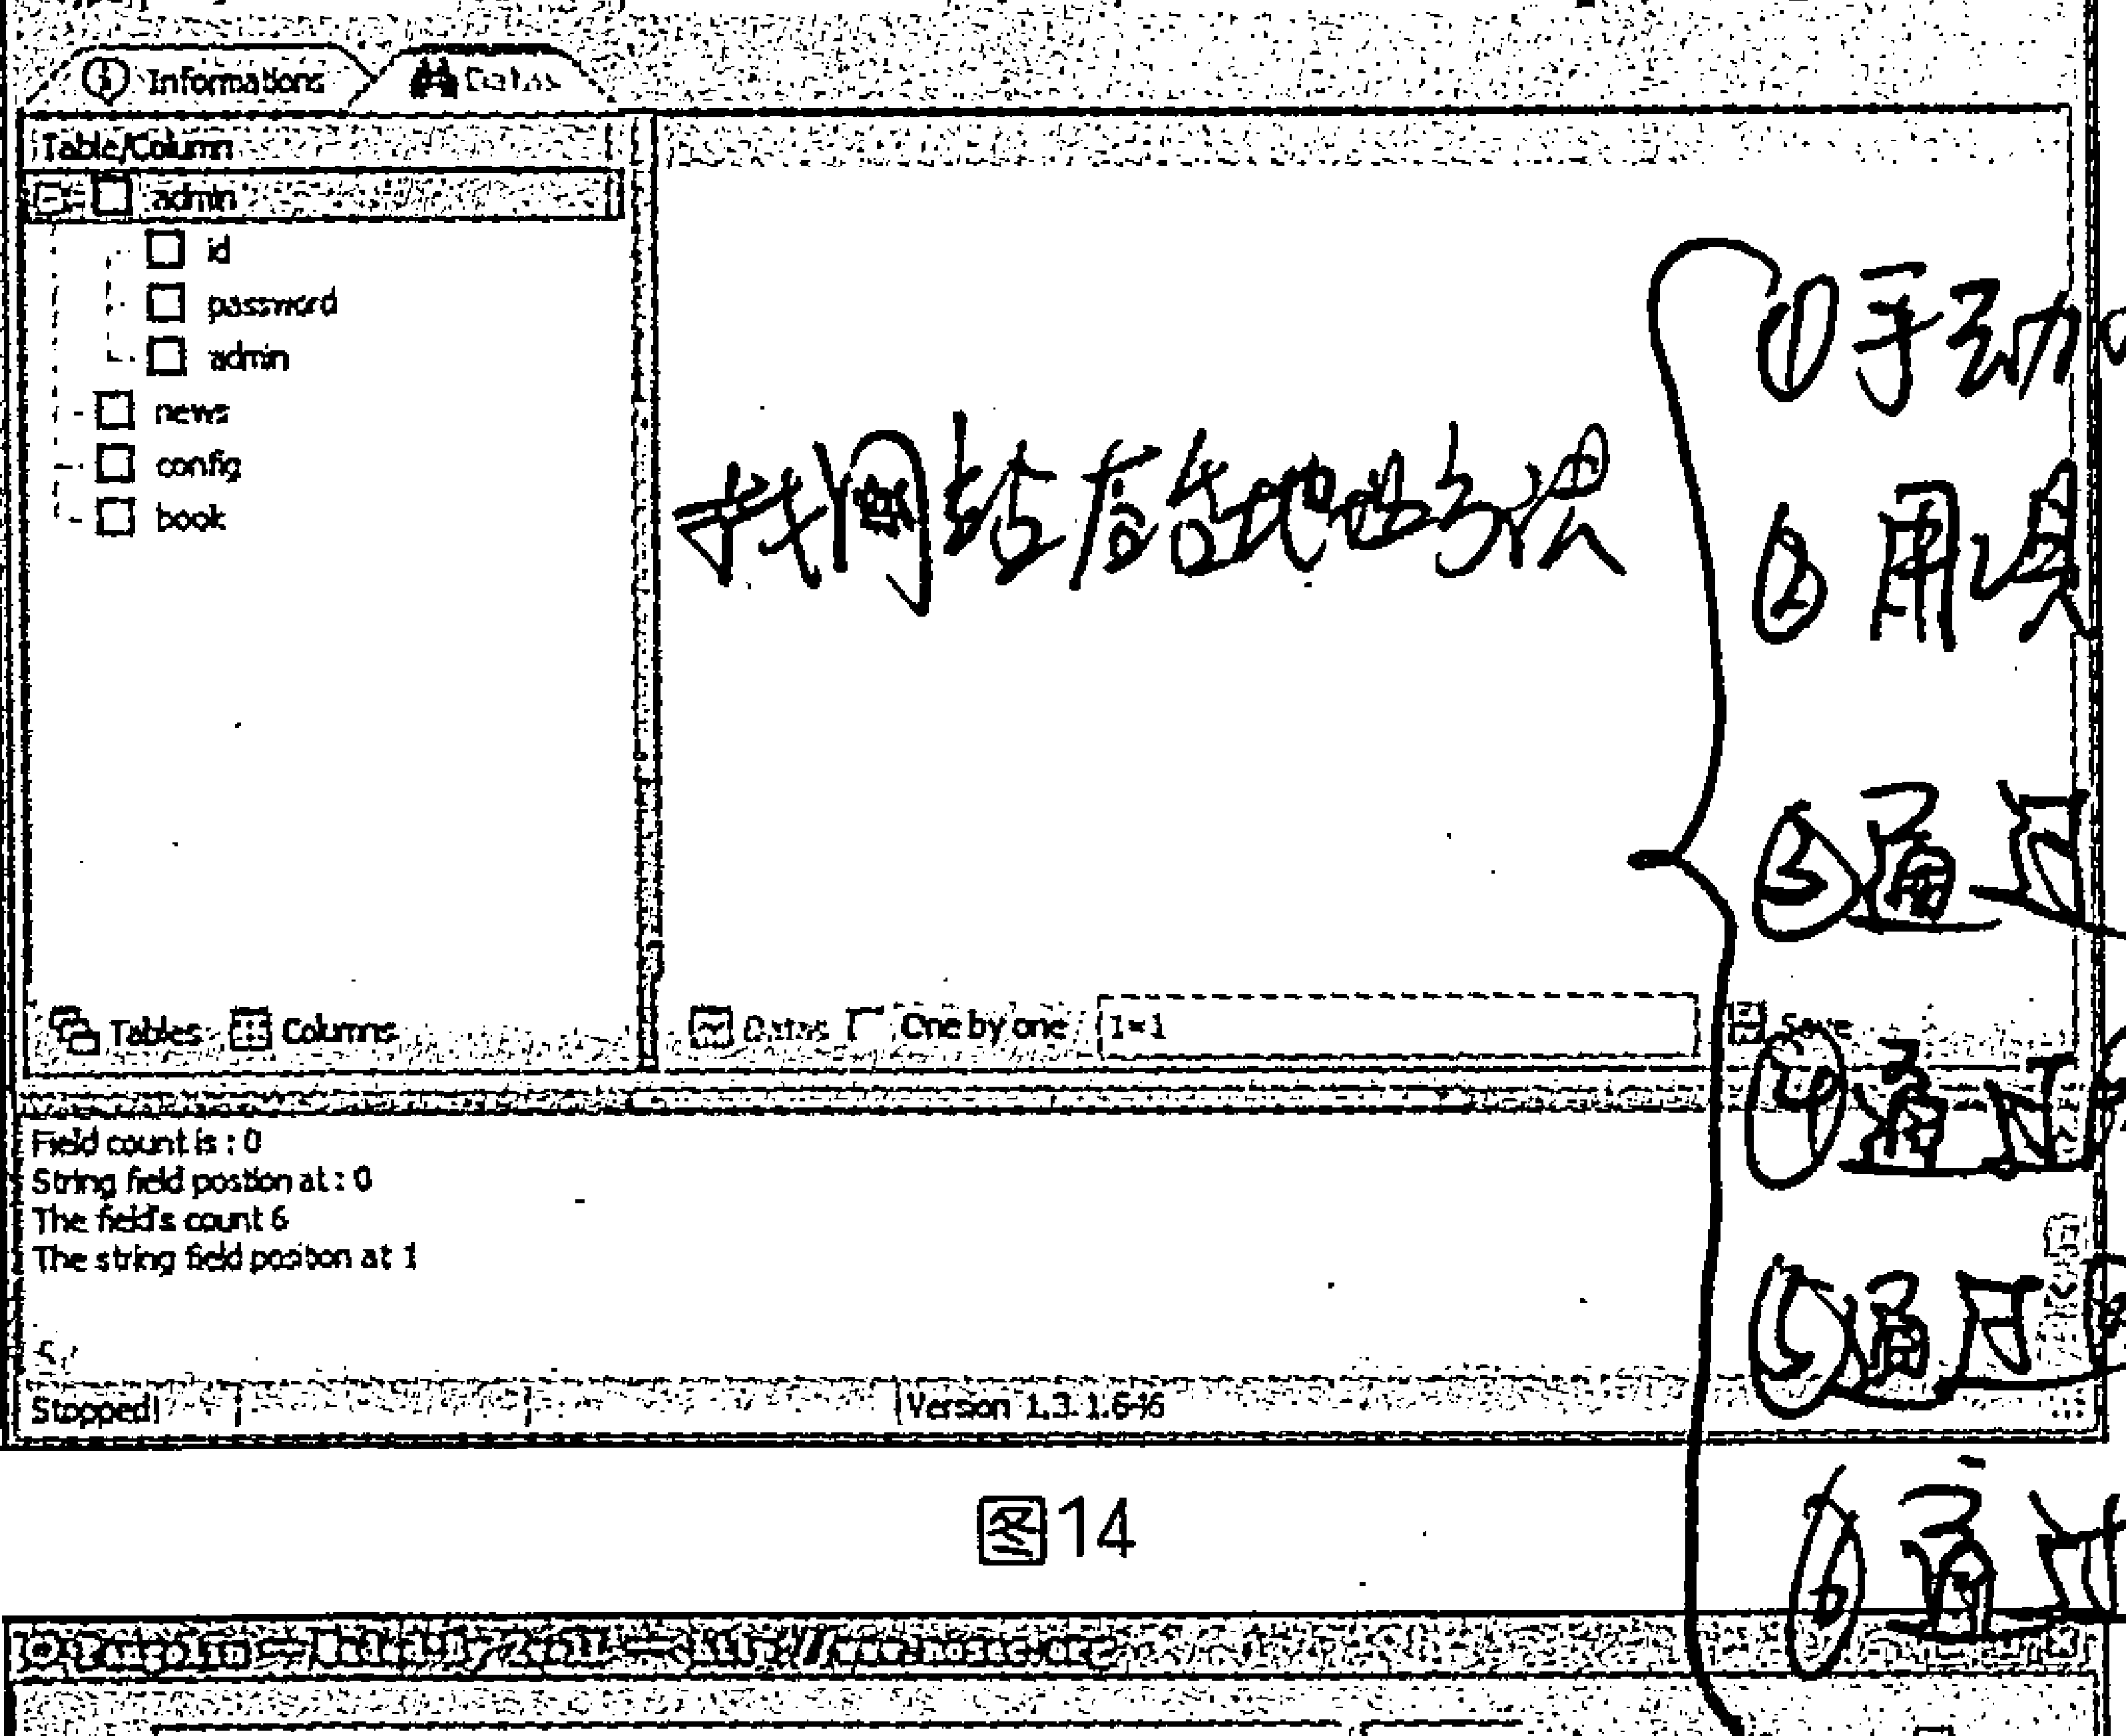 Informations Datas
Table/Column
admin
id
password
admin
news
config
book
找网站后台地址
①手动
②用
③通过
④通过
⑤通过
⑥通过
Tables Columns
Datas One by one 1=1 Save
Field count is : 0
String field postion at : 0
The field's count 6
The string field position at 1
Stopped!
Version 1.3.1.646
图14
Pangolin